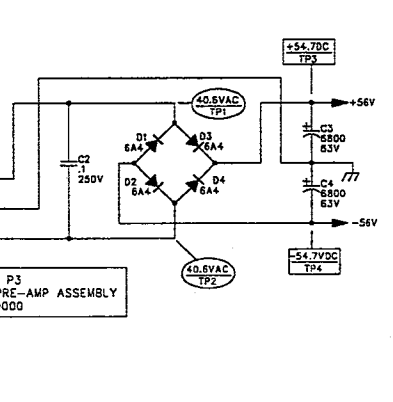 +54.7DC
TP3
40.6VAC
TP1
+56V
D1
6A4
D3
6A4
C3
6800
63V
C2
.1
250V
D2
6A4
D4
6A4
C4
6800
63V
-56V
40.6VAC
TP2
-54.7VDC
TP4
P3
PRE-AMP ASSEMBLY